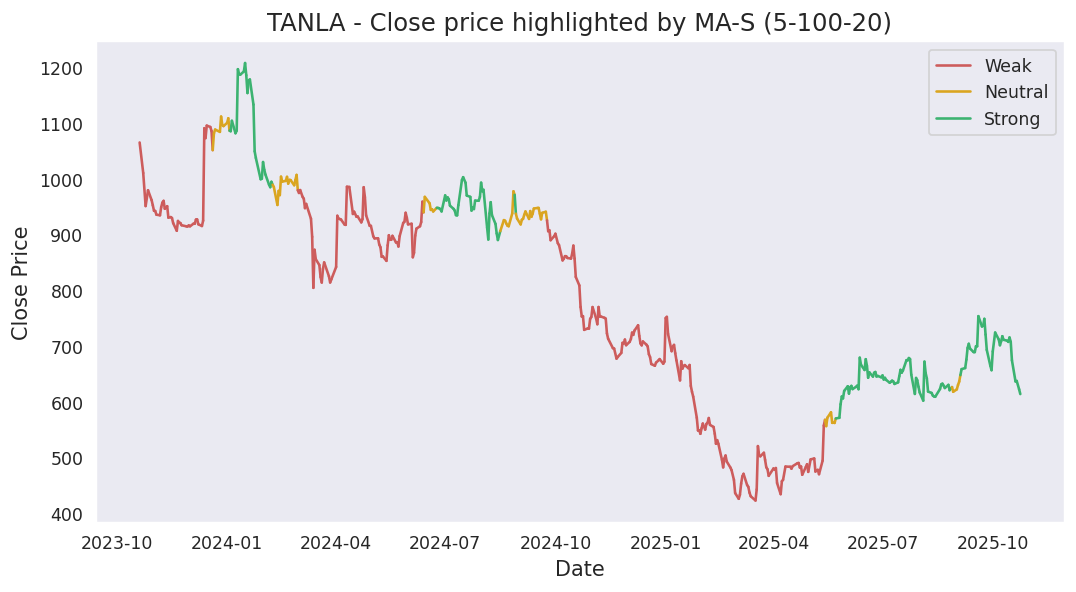 TANLA - Close price highlighted by MA-S (5-100-20)
Weak
Neutral
Strong
Close Price
1200
1100
1000
900
800
700
600
500
400
2023-10 2024-01 2024-04 2024-07 2024-10 2025-01 2025-04 2025-07 2025-10
Date